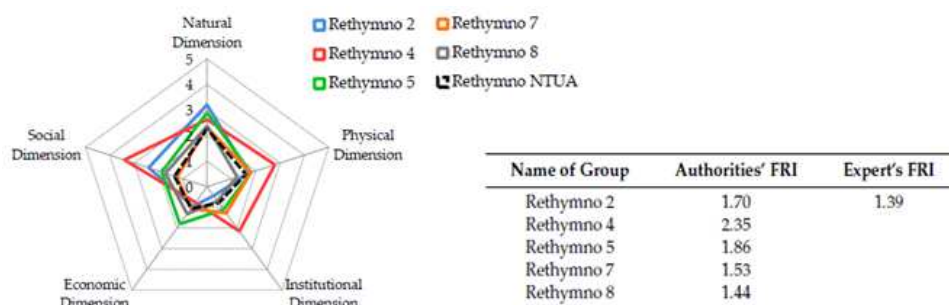 Natural
Dimension
5
4
3
2
1
0
Social
Dimension
Physical
Dimension
Economic
Dimension
Institutional
Dimension
Rethymno 2
Rethymno 7
Rethymno 4
Rethymno 8
Rethymno 5
Rethymno NTUA
Name of Group Authorities' FRI Expert's FRI
Rethymno 2 1.70 1.39
Rethymno 4 2.35
Rethymno 5 1.86
Rethymno 7 1.53
Rethymno 8 1.44